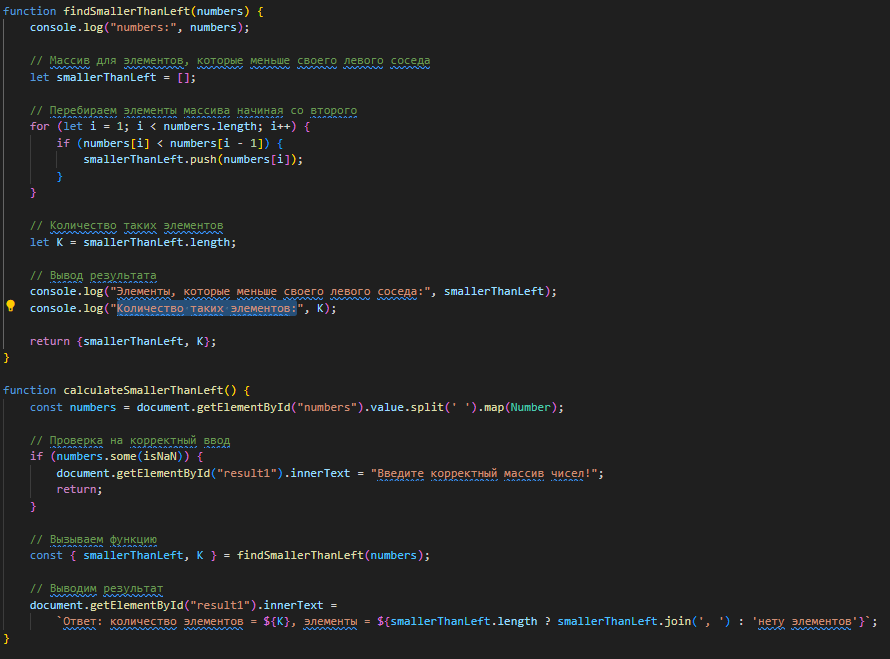 function findSmallerThanLeft(numbers) {
console.log("numbers:", numbers);
// Массив для элементов, которые меньше своего левого соседа
let smallerThanLeft = [];
// Перебираем элементы массива начиная со второго
for (let i = 1; i < numbers.length; i++) {
if (numbers[i] < numbers[i - 1]) {
smallerThanLeft.push(numbers[i]);
}
}
// Количество таких элементов
let K = smallerThanLeft.length;
// Вывод результата
console.log("Элементы, которые меньше своего левого соседа:", smallerThanLeft);
console.log("Количество таких элементов:", K);
return {smallerThanLeft, K};
}
function calculateSmallerThanLeft() {
const numbers = document.getElementById("numbers").value.split(' ').map(Number);
// Проверка на корректный ввод
if (numbers.some(isNaN)) {
document.getElementById("result1").innerText = "Введите корректный массив чисел!";
return;
}
// Вызываем функцию
const { smallerThanLeft, K } = findSmallerThanLeft(numbers);
// Выводим результат
document.getElementById("result1").innerText =
`Ответ: количество элементов = ${K}, элементы = ${smallerThanLeft.length ? smallerThanLeft.join(', ') : 'нету элементов'}`;
}